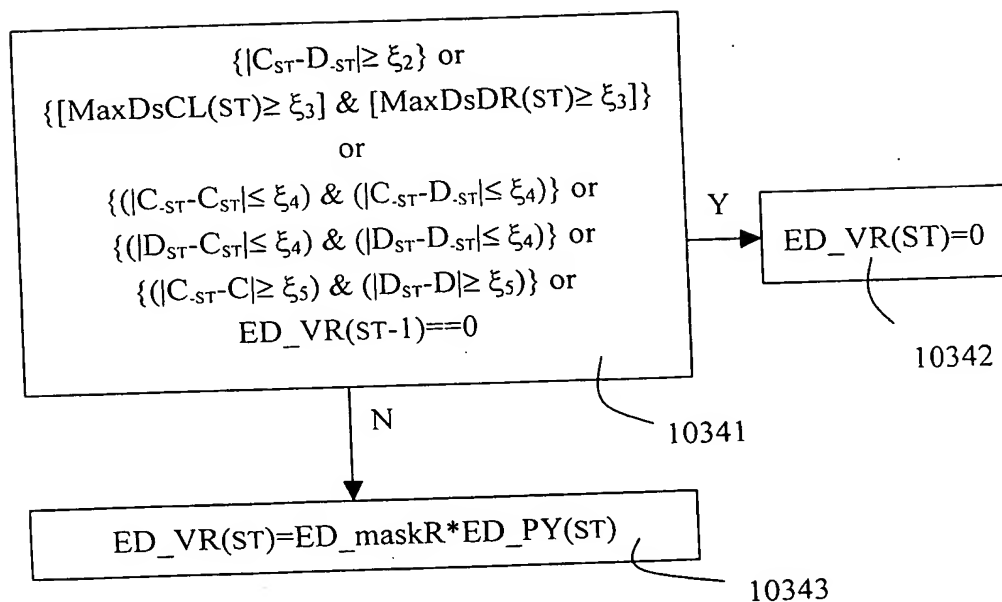 {|C_ST-D_-ST|≥ ξ₂} or
{[MaxDsCL(ST)≥ ξ₃] & [MaxDsDR(ST)≥ ξ₃]}
or
{(|C_-ST-C_ST|≤ ξ₄) & (|C_-ST-D_-ST|≤ ξ₄)} or
{(|D_ST-C_ST|≤ ξ₄) & (|D_ST-D_-ST|≤ ξ₄)} or
{(|C_-ST-C|≥ ξ₅) & (|D_ST-D|≥ ξ₅)} or
ED_VR(ST-1)==0
Y
ED_VR(ST)=0
10342
10341
N
ED_VR(ST)=ED_maskR*ED_PY(ST)
10343